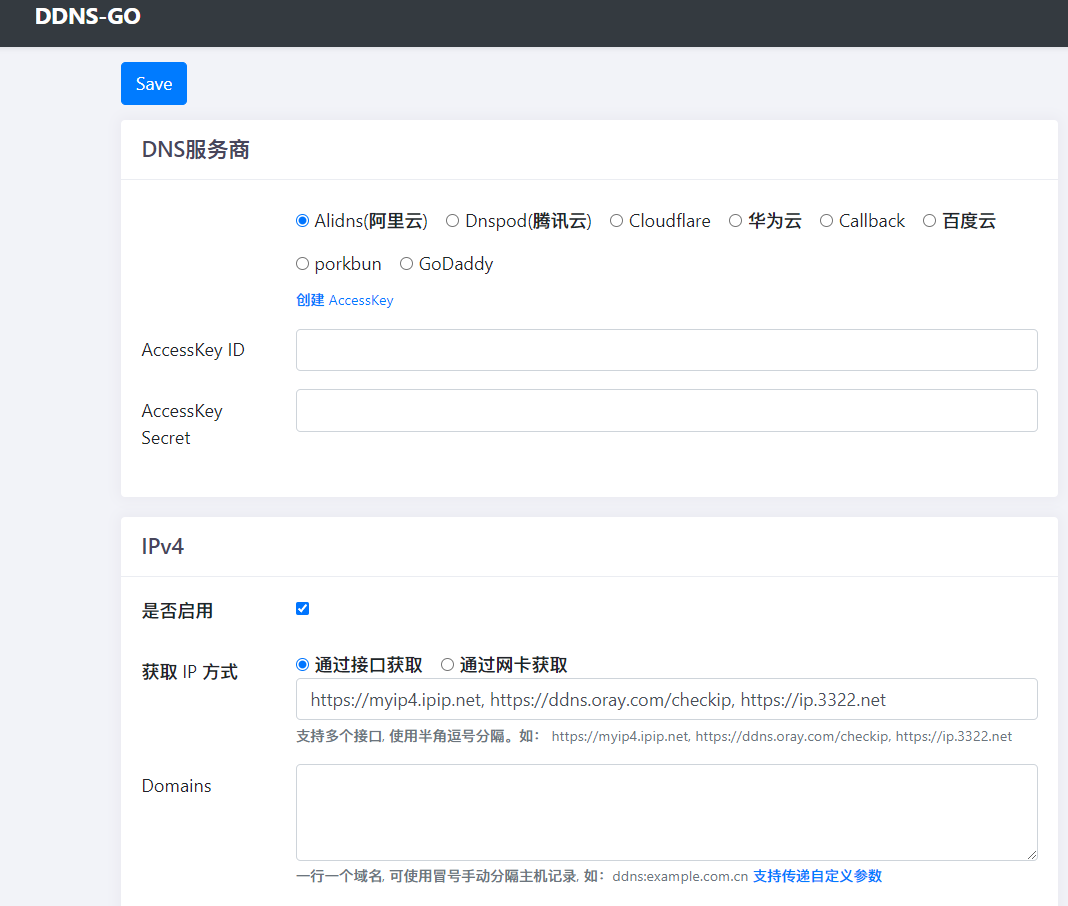 DDNS-GO
Save
DNS服务商
Alidns(阿里云) Dnspod(腾讯云) Cloudflare 华为云 Callback 百度云
porkbun GoDaddy
创建 AccessKey
AccessKey ID
AccessKey
Secret
IPv4
是否启用
获取 IP 方式 通过接口获取 通过网卡获取
https://myip4.ipip.net, https://ddns.oray.com/checkip, https://ip.3322.net
支持多个接口, 使用半角逗号分隔。如： https://myip4.ipip.net, https://ddns.oray.com/checkip, https://ip.3322.net
Domains
一行一个域名, 可使用冒号手动分隔主机记录, 如：ddns:example.com.cn 支持传递自定义参数